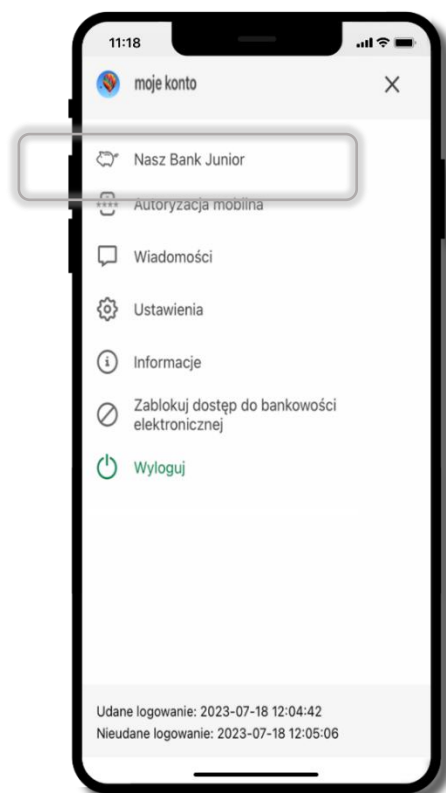 11:18
moje konto
Nasz Bank Junior
Autoryzacja mobilna
Wiadomości
Ustawienia
Informacje
Zablokuj dostęp do bankowości
elektronicznej
Wyloguj
Udane logowanie: 2023-07-18 12:04:42
Nieudane logowanie: 2023-07-18 12:05:06